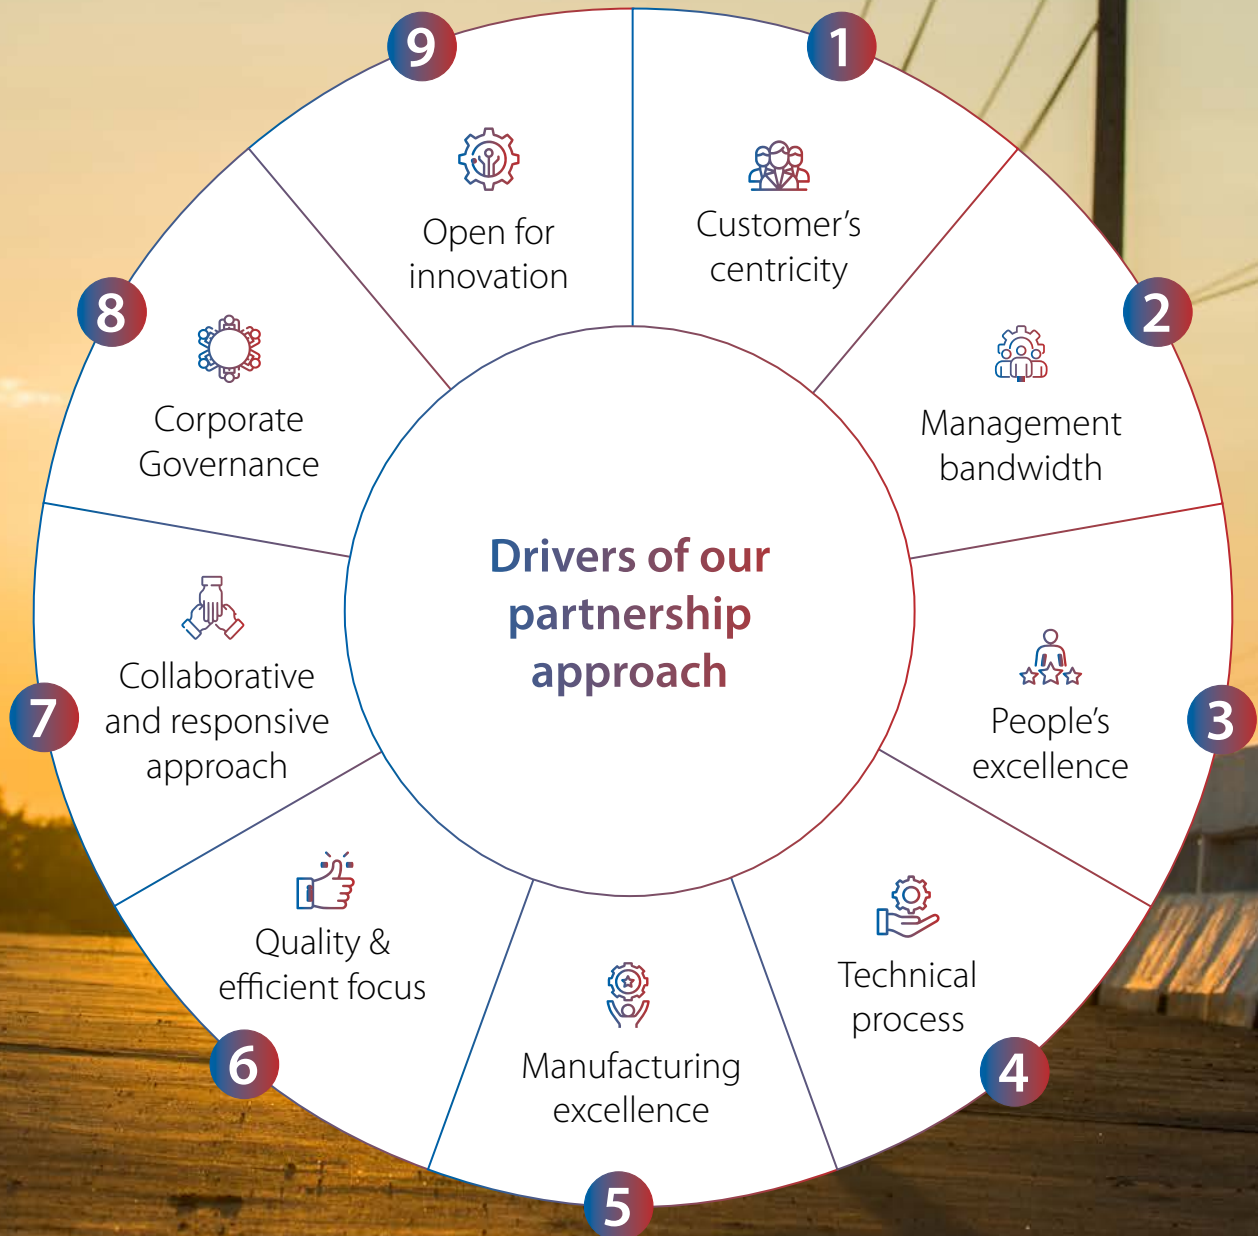 Drivers of our
partnership
approach
1
Customer’s
centricity
2
Management
bandwidth
3
People’s
excellence
4
Technical
process
5
Manufacturing
excellence
6
Quality &
efficient focus
7
Collaborative
and responsive
approach
8
Corporate
Governance
9
Open for
innovation